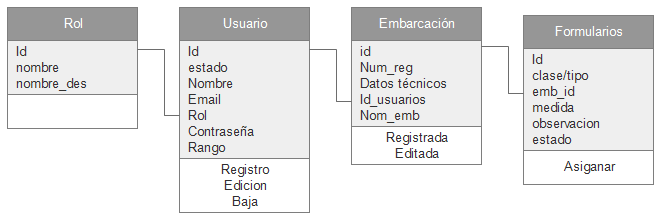 Rol
Id
nombre
nombre_des
Usuario
Id
estado
Nombre
Email
Rol
Contraseña
Rango
Registro
Edicion
Baja
Embarcación
id
Num_reg
Datos técnicos
Id_usuarios
Nom_emb
Registrada
Editada
Formularios
Id
clase/tipo
emb_id
medida
observacion
estado
Asiganar